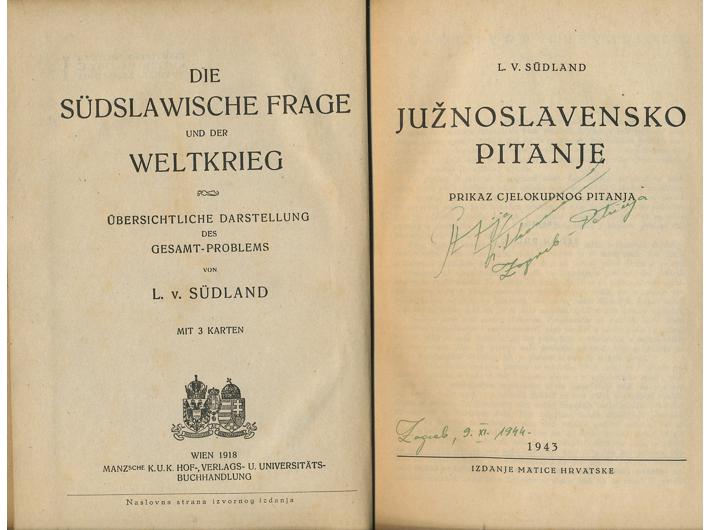 DIE
SÜDSLAWISCHE FRAGE
UND DER
WELTKRIEG
ÜBERSICHTLICHE DARSTELLUNG
DES
GESAMT-PROBLEMS
VON
L. v. SÜDLAND
MIT 3 KARTEN
WIEN 1918
MANZSCHE K. U. K. HOF-, VERLAGS- U. UNIVERSITÄTS-
BUCHHANDLUNG
Naslovna strana izvornog izdanja
L. V. SÜDLAND
JUŽNOSLAVENSKO
PITANJE
PRIKAZ CJELOKUPNOG PITANJA
Zagreb – Petrinja
Zagreb, 9. XI. 1944.
1943
IZDANJE MATICE HRVATSKE